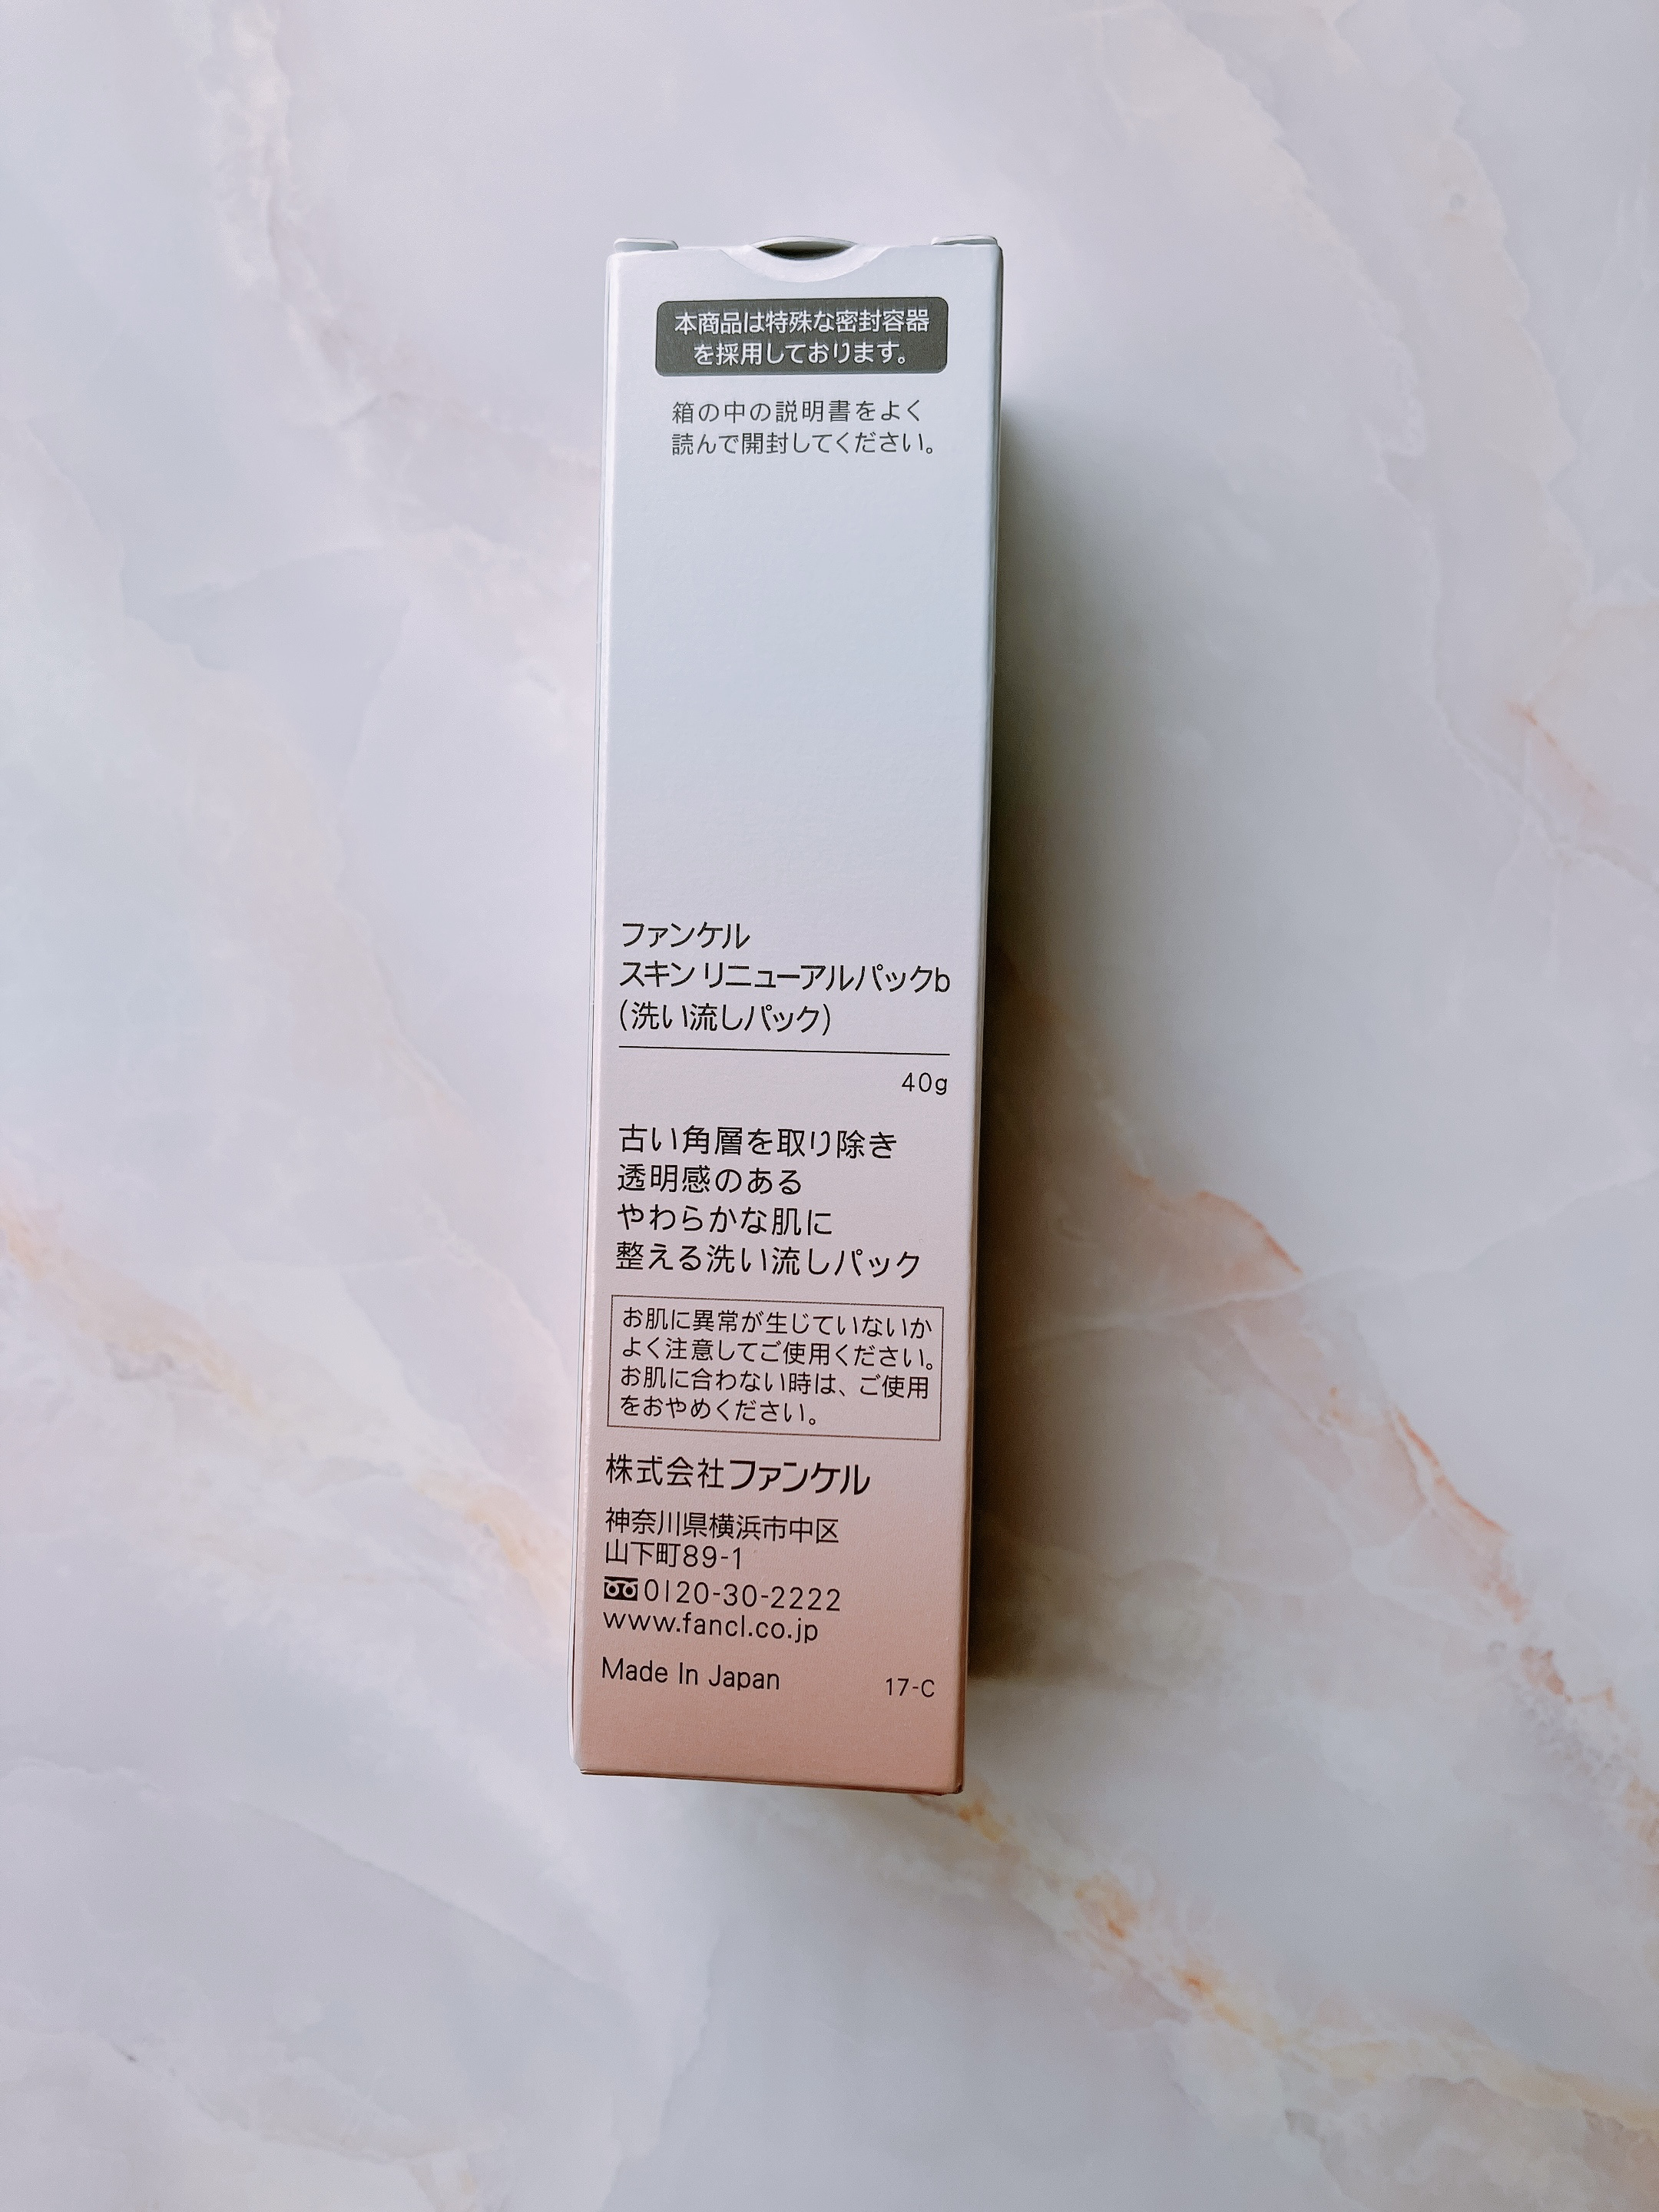 本商品は特殊な密封容器
を採用しております。
箱の中の説明書をよく
読んで開封してください。
ファンケル
スキン リニューアルパックb
(洗い流しパック)
40g
古い角層を取り除き
透明感のある
やわらかな肌に
整える洗い流しパック
お肌に異常が生じていないか
よく注意してご使用ください。
お肌に合わない時は、ご使用
をおやめください。
株式会社ファンケル
神奈川県横浜市中区
山下町89-1
0120-30-2222
www.fancl.co.jp
Made In Japan 17-C